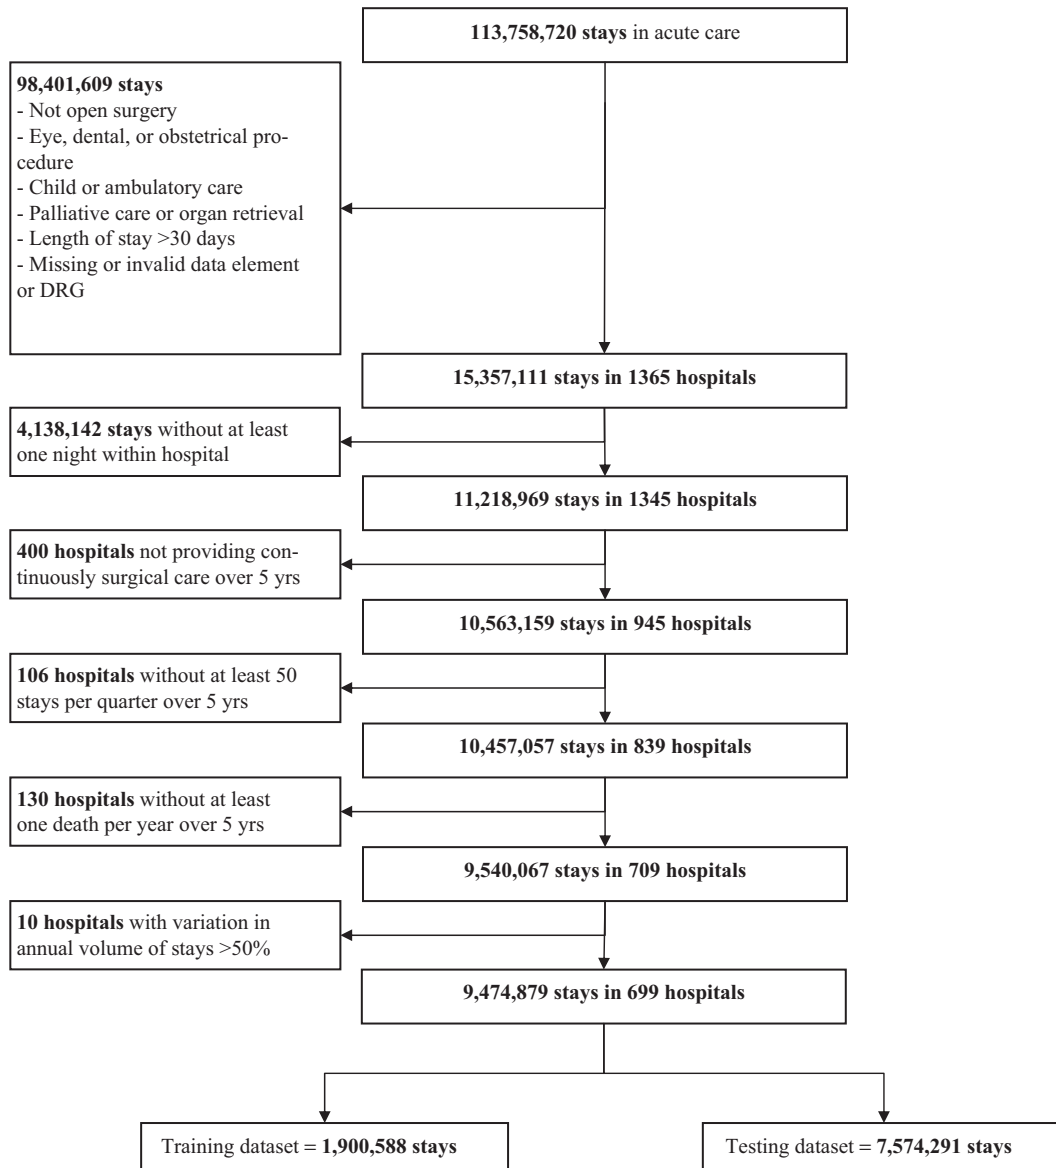 113,758,720 stays in acute care
98,401,609 stays
- Not open surgery
- Eye, dental, or obstetrical pro-
cedure
- Child or ambulatory care
- Palliative care or organ retrieval
- Length of stay >30 days
- Missing or invalid data element
or DRG
15,357,111 stays in 1365 hospitals
4,138,142 stays without at least
one night within hospital
11,218,969 stays in 1345 hospitals
400 hospitals not providing con-
tinuously surgical care over 5 yrs
10,563,159 stays in 945 hospitals
106 hospitals without at least 50
stays per quarter over 5 yrs
10,457,057 stays in 839 hospitals
130 hospitals without at least
one death per year over 5 yrs
9,540,067 stays in 709 hospitals
10 hospitals with variation in
annual volume of stays >50%
9,474,879 stays in 699 hospitals
Training dataset = 1,900,588 stays
Testing dataset = 7,574,291 stays